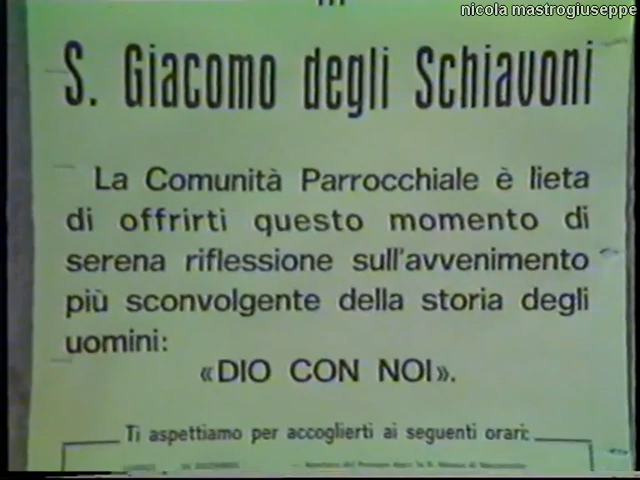 nicola mastrogiuseppe
S. Giacomo degli Schiavoni
La Comunità Parrocchiale è lieta
di offrirti questo momento di
serena riflessione sull'avvenimento
più sconvolgente della storia degli
uomini:
«DIO CON NOI».
Ti aspettiamo per accoglierti ai seguenti orari: